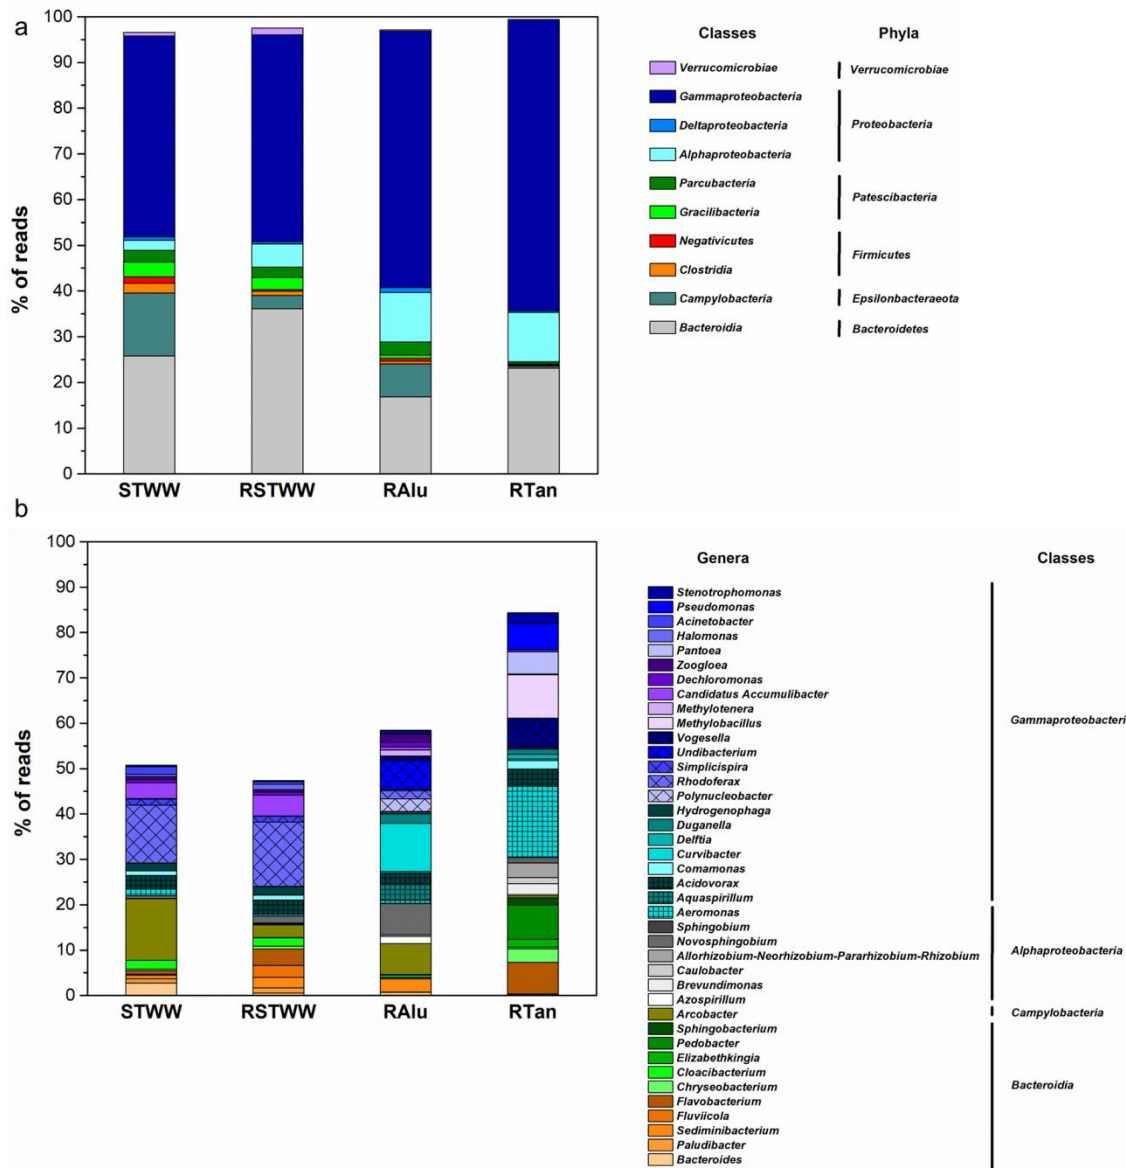 a
% of reads
100
90
80
70
60
50
40
30
20
10
0
STWW RSTWW RAlu RTan
Classes Phyla
Verrucomicrobiae Verrucomicrobiae
Gammaproteobacteria
Deltaproteobacteria Proteobacteria
Alphaproteobacteria
Parcubacteria
Patescibacteria
Gracilibacteria
Negativicutes
Firmicutes
Clostridia
Campylobacteria Epsilonbacteraeota
Bacteroidia Bacteroidetes
b
% of reads
100
90
80
70
60
50
40
30
20
10
0
STWW RSTWW RAlu RTan
Genera Classes
Stenotrophomonas
Pseudomonas
Acinetobacter
Halomonas
Pantoea
Zoogloea
Dechloromonas
Candidatus Accumulibacter
Methylotenera
Methylobacillus
Gammaproteobacteri
Vogesella
Undibacterium
Simplicispira
Rhodoferax
Polynucleobacter
Hydrogenophaga
Duganella
Delftia
Curvibacter
Comamonas
Acidovorax
Aquaspirillum
Aeromonas
Sphingobium
Novosphingobium
Alphaproteobacteria
Allorhizobium-Neorhizobium-Pararhizobium-Rhizobium
Caulobacter
Brevundimonas
Azospirillum
Arcobacter Campylobacteria
Sphingobacterium
Pedobacter
Elizabethkingia
Cloacibacterium
Chryseobacterium Bacteroidia
Flavobacterium
Fluviicola
Sediminibacterium
Paludibacter
Bacteroides